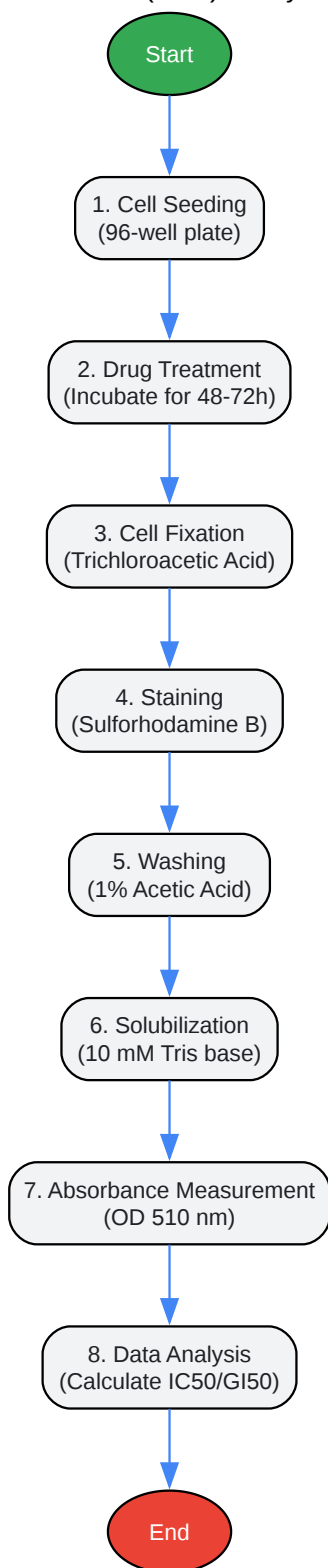 Start
1. Cell Seeding
(96-well plate)
2. Drug Treatment
(Incubate for 48-72h)
3. Cell Fixation
(Trichloroacetic Acid)
4. Staining
(Sulforhodamine B)
5. Washing
(1% Acetic Acid)
6. Solubilization
(10 mM Tris base)
7. Absorbance Measurement
(OD 510 nm)
8. Data Analysis
(Calculate IC50/GI50)
End